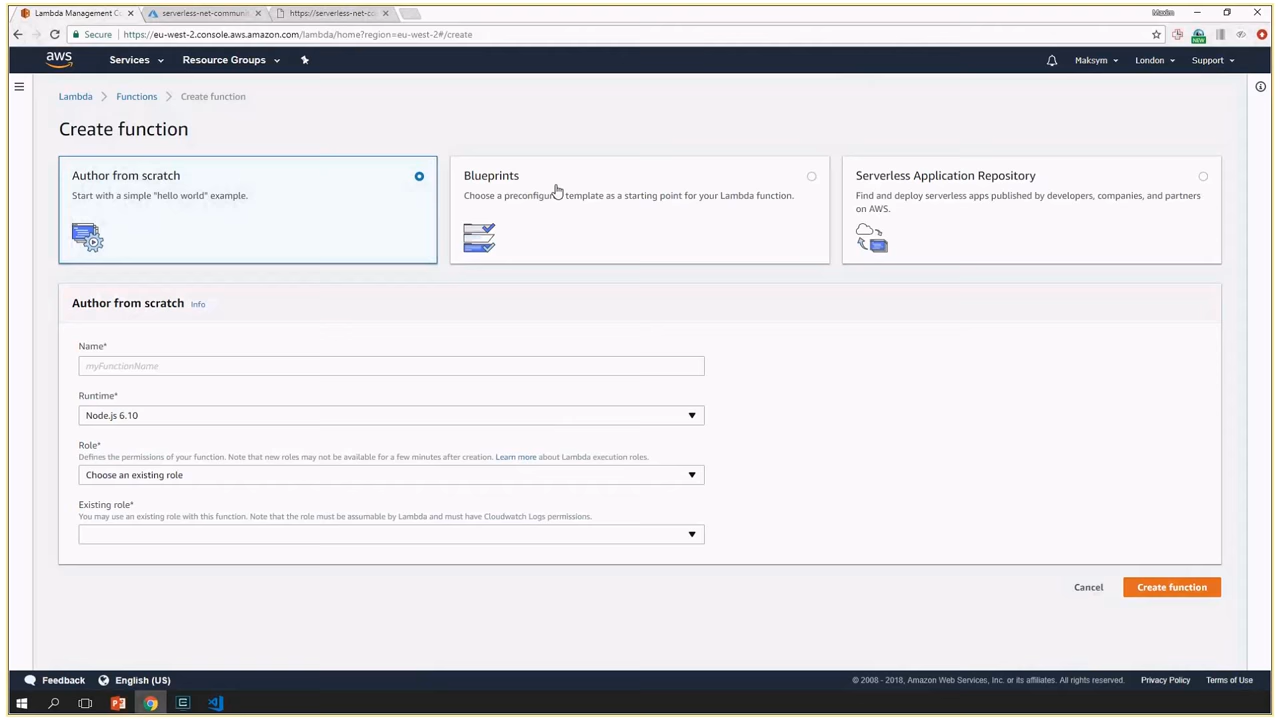 Lambda Management Co
serverless-net-communi
https://serverless-net-co
Maxim
Secure
https://eu-west-2.console.aws.amazon.com/lambda/home?region=eu-west-2#/create
NEW
aws
Services
Resource Groups
Maksym
London
Support
Lambda
Functions
Create function
Create function
Author from scratch
Start with a simple "hello world" example.
Blueprints
Choose a preconfigu template as a starting point for your Lambda function.
Serverless Application Repository
Find and deploy serverless apps published by developers, companies, and partners
on AWS.
Author from scratch Info
Name*
myFunctionName
Runtime*
Node.js 6.10
Role*
Defines the permissions of your function. Note that new roles may not be available for a few minutes after creation. Learn more about Lambda execution roles.
Choose an existing role
Existing role*
You may use an existing role with this function. Note that the role must be assumable by Lambda and must have Cloudwatch Logs permissions.
Cancel
Create function
Feedback
English (US)
© 2008 - 2018, Amazon Web Services, Inc. or its affiliates. All rights reserved.
Privacy Policy
Terms of Use